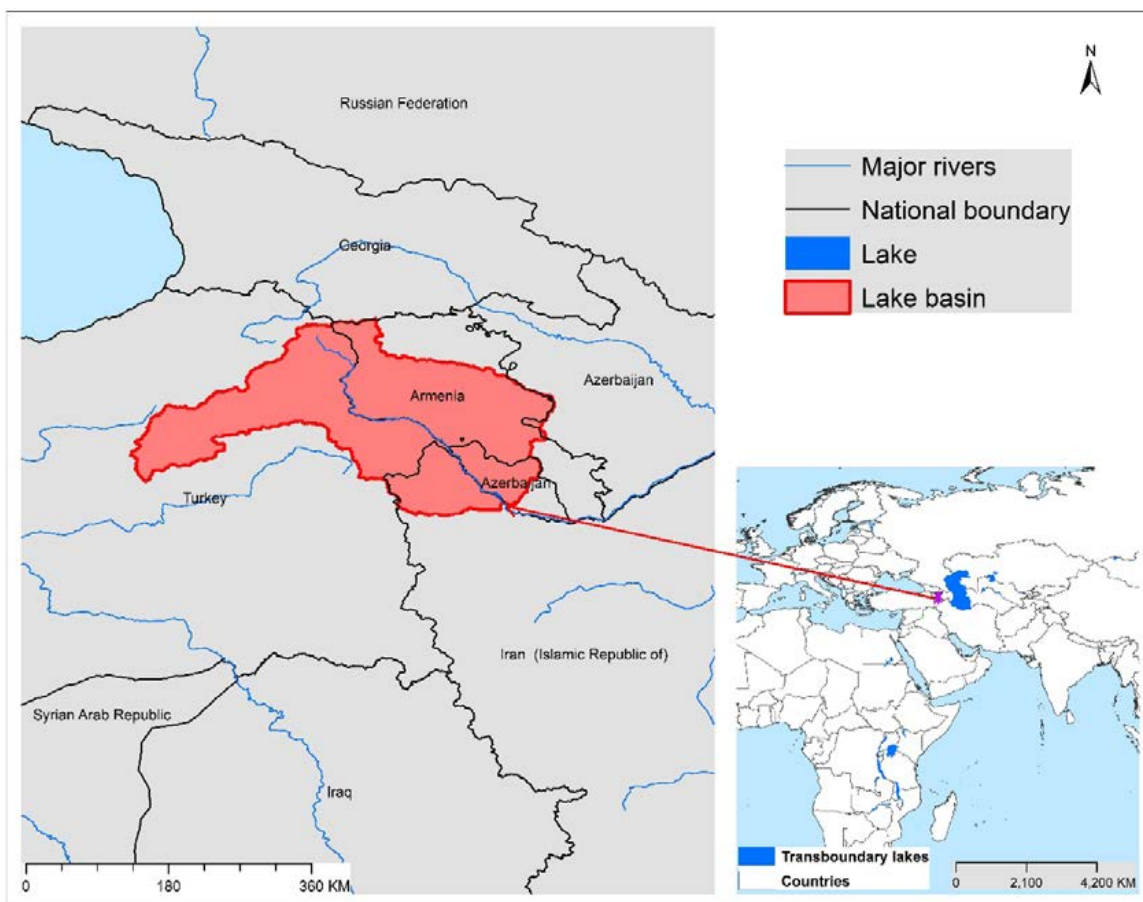 N
Russian Federation
Georgia
Armenia
Azerbaijan
Azerbaijan
Turkey
Iran (Islamic Republic of)
Syrian Arab Republic
Iraq
0 180 360 KM
Major rivers
National boundary
Lake
Lake basin
Transboundary lakes
Countries
0 2,100 4,200 KM